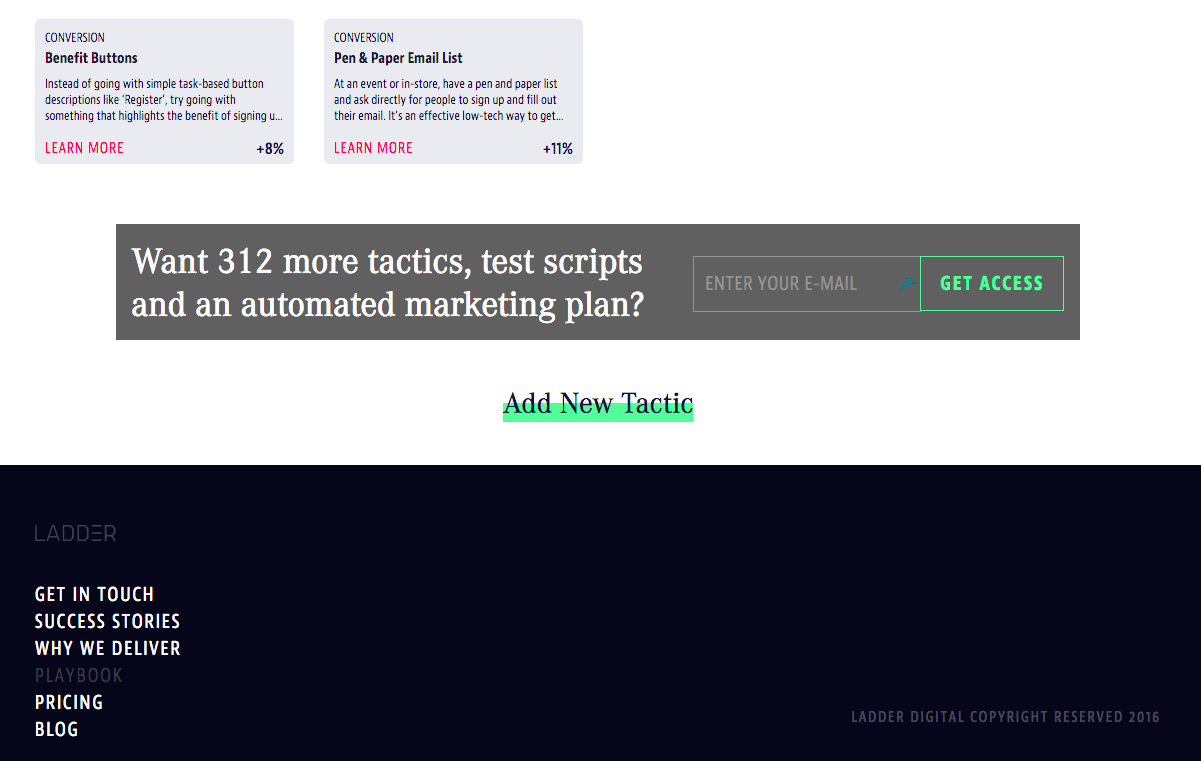 CONVERSION
Benefit Buttons
Instead of going with simple task-based button
descriptions like 'Register', try going with
something that highlights the benefit of signing u...
LEARN MORE
+8%
CONVERSION
Pen & Paper Email List
At an event or in-store, have a pen and paper list
and ask directly for people to sign up and fill out
their email. It's an effective low-tech way to get...
LEARN MORE
+11%
Want 312 more tactics, test scripts
and an automated marketing plan?
ENTER YOUR E-MAIL
GET ACCESS
Add New Tactic
LADDER
GET IN TOUCH
SUCCESS STORIES
WHY WE DELIVER
PLAYBOOK
PRICING
BLOG
LADDER DIGITAL COPYRIGHT RESERVED 2016